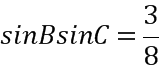 sinBsinC = 3/8